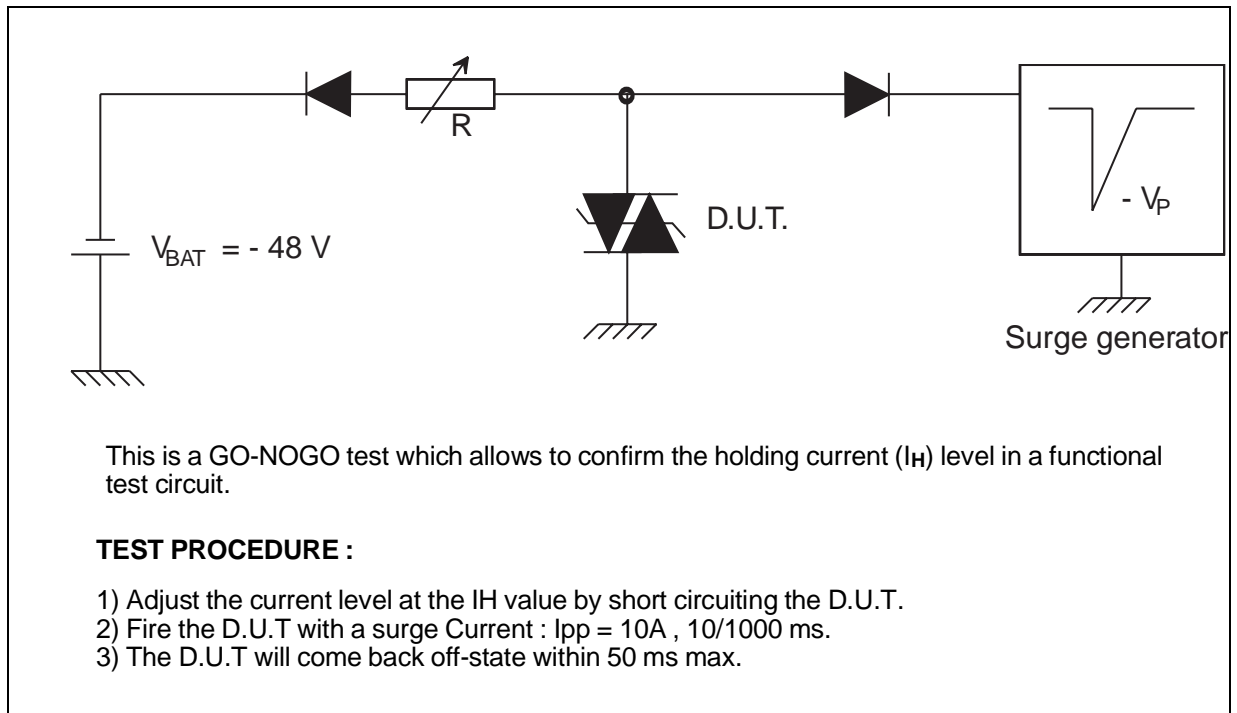 R
D.U.T.
- VP
VBAT = - 48 V
Surge generator
This is a GO-NOGO test which allows to confirm the holding current (IH) level in a functional
test circuit.
TEST PROCEDURE :
1) Adjust the current level at the IH value by short circuiting the D.U.T.
2) Fire the D.U.T with a surge Current : Ipp = 10A , 10/1000 ms.
3) The D.U.T will come back off-state within 50 ms max.